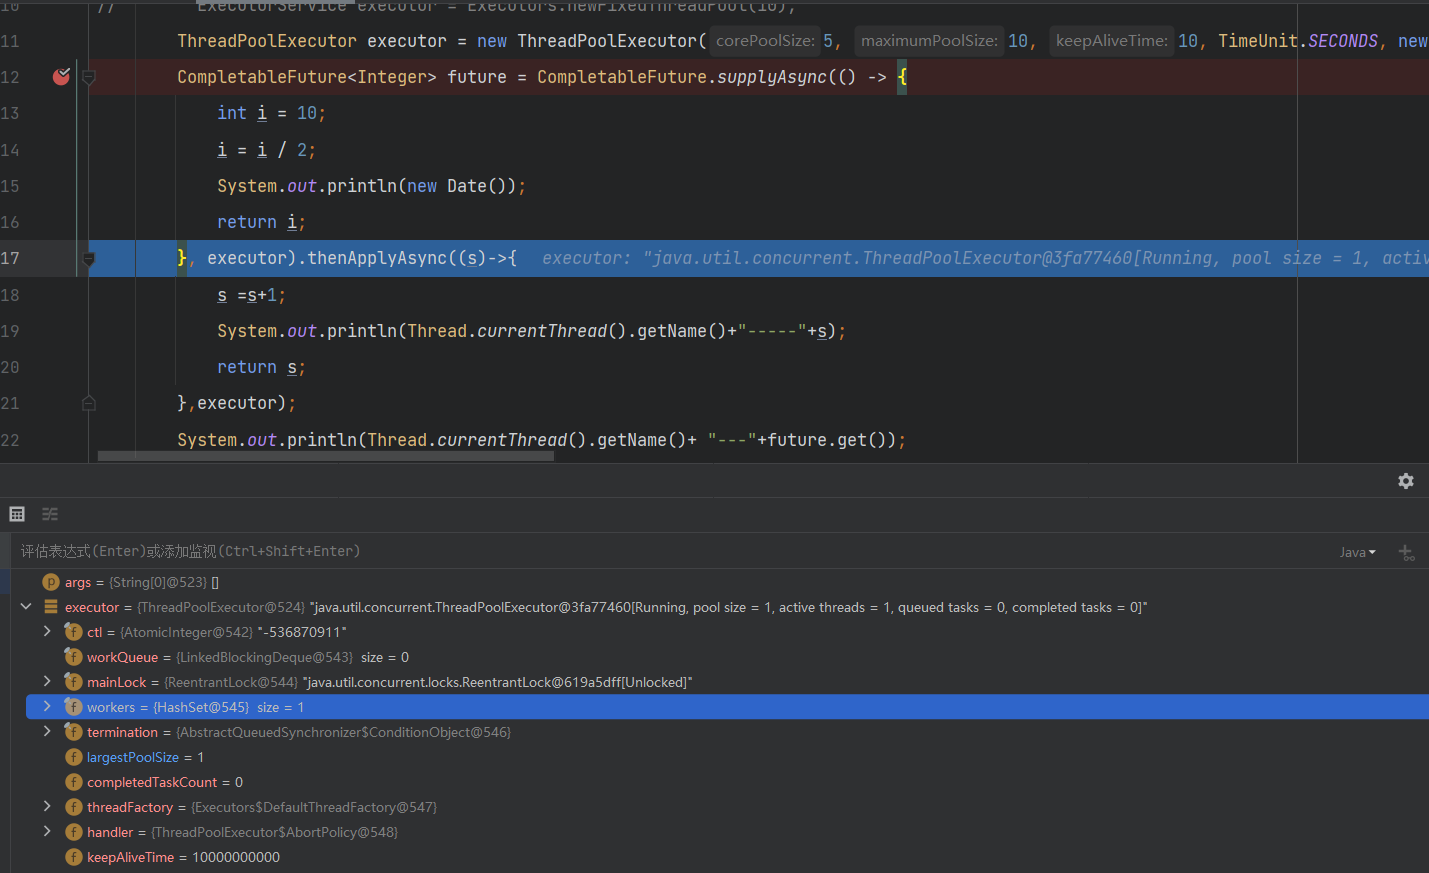 10 // ExecutorService executor = Executors.newFixedThreadPool(10);
11 ThreadPoolExecutor executor = new ThreadPoolExecutor( corePoolSize: 5, maximumPoolSize: 10, keepAliveTime: 10, TimeUnit.SECONDS, new
12 CompletableFuture<Integer> future = CompletableFuture.supplyAsync(() -> {
13 int i = 10;
14 i = i / 2;
15 System.out.println(new Date());
16 return i;
17 }, executor).thenApplyAsync((s)->{ executor: "java.util.concurrent.ThreadPoolExecutor@3fa77460[Running, pool size = 1, activ
18 s =s+1;
19 System.out.println(Thread.currentThread().getName()+"-----"+s);
20 return s;
21 },executor);
22 System.out.println(Thread.currentThread().getName()+ "---"+future.get());
评估表达式(Enter)或添加监视(Ctrl+Shift+Enter) Java
p args = {String[0]@523} []
executor = {ThreadPoolExecutor@524} "java.util.concurrent.ThreadPoolExecutor@3fa77460[Running, pool size = 1, active threads = 1, queued tasks = 0, completed tasks = 0]"
f ctl = {AtomicInteger@542} "-536870911"
f workQueue = {LinkedBlockingDeque@543} size = 0
f mainLock = {ReentrantLock@544} "java.util.concurrent.locks.ReentrantLock@619a5dff[Unlocked]"
f workers = {HashSet@545} size = 1
f termination = {AbstractQueuedSynchronizer$ConditionObject@546}
f largestPoolSize = 1
f completedTaskCount = 0
f threadFactory = {Executors$DefaultThreadFactory@547}
f handler = {ThreadPoolExecutor$AbortPolicy@548}
f keepAliveTime = 10000000000